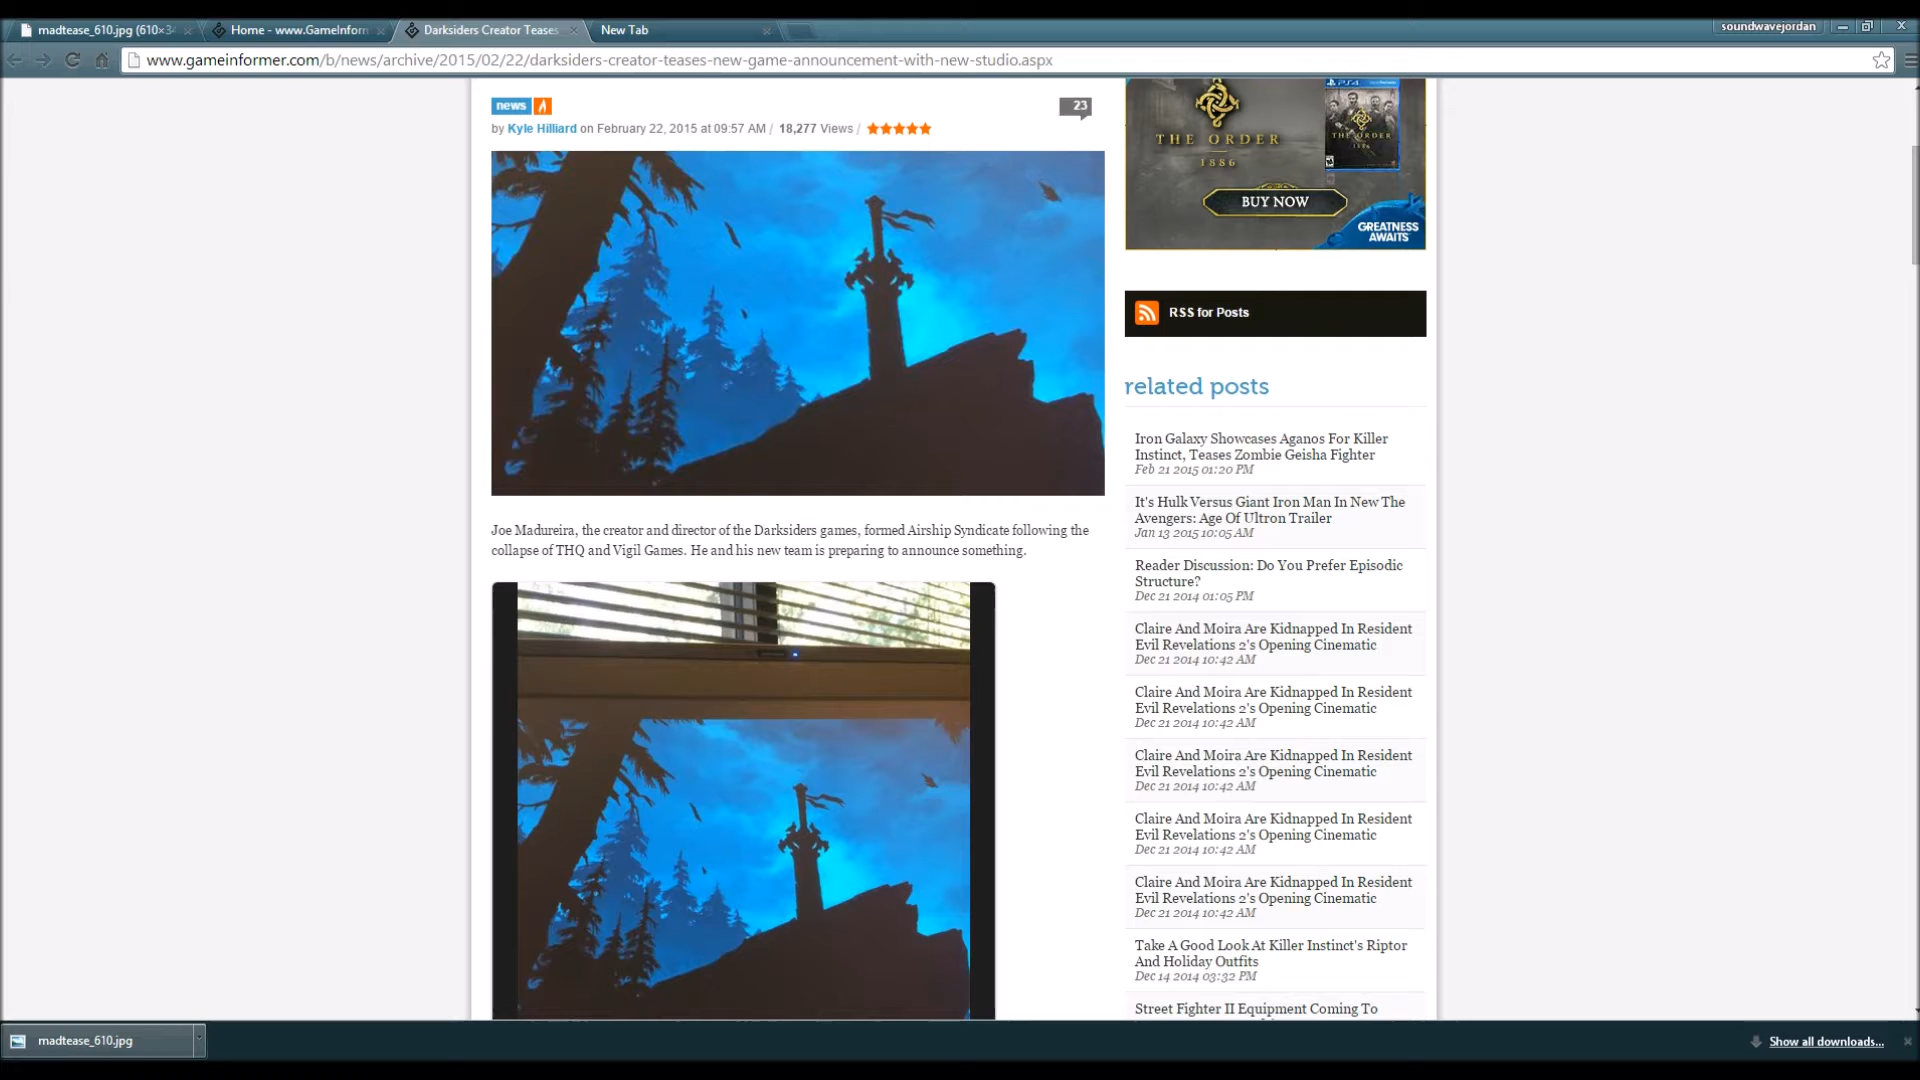 madtease_610.jpg (610×34
Home - www.GameInform
Darksiders Creator Teases
New Tab
soundwavejordan
www.gameinformer.com/b/news/archive/2015/02/22/darksiders-creator-teases-new-game-announcement-with-new-studio.aspx
news
23
by Kyle Hilliard on February 22, 2015 at 09:57 AM / 18,277 Views /
Joe Madureira, the creator and director of the Darksiders games, formed Airship Syndicate following the
collapse of THQ and Vigil Games. He and his new team is preparing to announce something.
THE ORDER
1886
PS4
THE ORDER
BUY NOW
GREATNESS
AWAITS
RSS for Posts
related posts
Iron Galaxy Showcases Aganos For Killer
Instinct, Teases Zombie Geisha Fighter
Feb 21 2015 01:20 PM
It's Hulk Versus Giant Iron Man In New The
Avengers: Age Of Ultron Trailer
Jan 13 2015 10:05 AM
Reader Discussion: Do You Prefer Episodic
Structure?
Dec 21 2014 01:05 PM
Claire And Moira Are Kidnapped In Resident
Evil Revelations 2's Opening Cinematic
Dec 21 2014 10:42 AM
Claire And Moira Are Kidnapped In Resident
Evil Revelations 2's Opening Cinematic
Dec 21 2014 10:42 AM
Claire And Moira Are Kidnapped In Resident
Evil Revelations 2's Opening Cinematic
Dec 21 2014 10:42 AM
Claire And Moira Are Kidnapped In Resident
Evil Revelations 2's Opening Cinematic
Dec 21 2014 10:42 AM
Claire And Moira Are Kidnapped In Resident
Evil Revelations 2's Opening Cinematic
Dec 21 2014 10:42 AM
Take A Good Look At Killer Instinct's Riptor
And Holiday Outfits
Dec 14 2014 03:32 PM
Street Fighter II Equipment Coming To
madtease_610.jpg
Show all downloads...